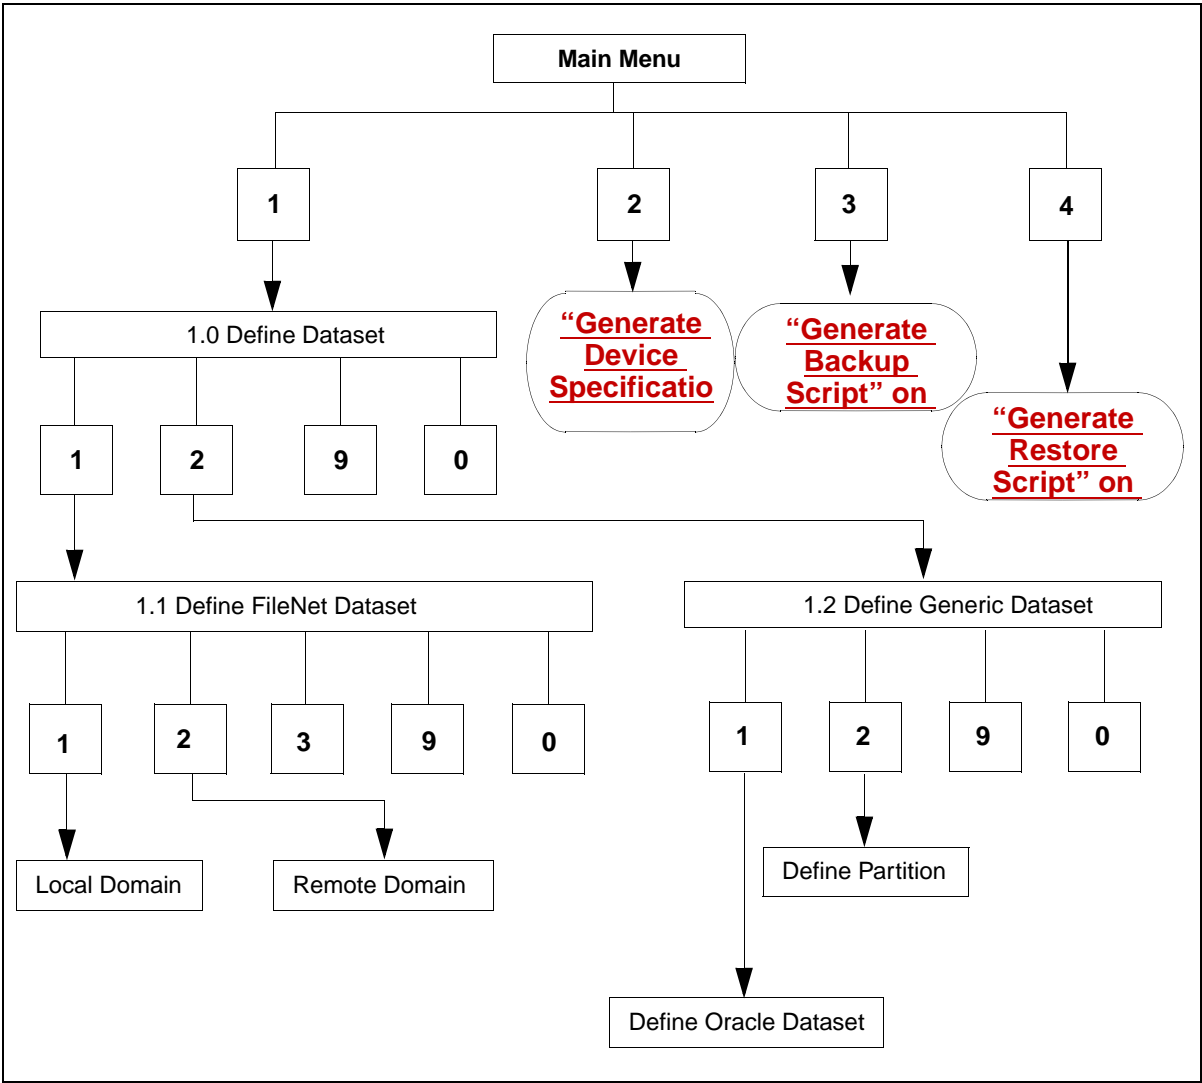 Main Menu
1
2
3
4
1.0 Define Dataset
“Generate
Device
Specificatio
“Generate
Backup
Script” on
“Generate
Restore
Script” on
1
2
9
0
1.1 Define FileNet Dataset
1.2 Define Generic Dataset
1
2
3
9
0
1
2
9
0
Local Domain
Remote Domain
Define Partition
Define Oracle Dataset